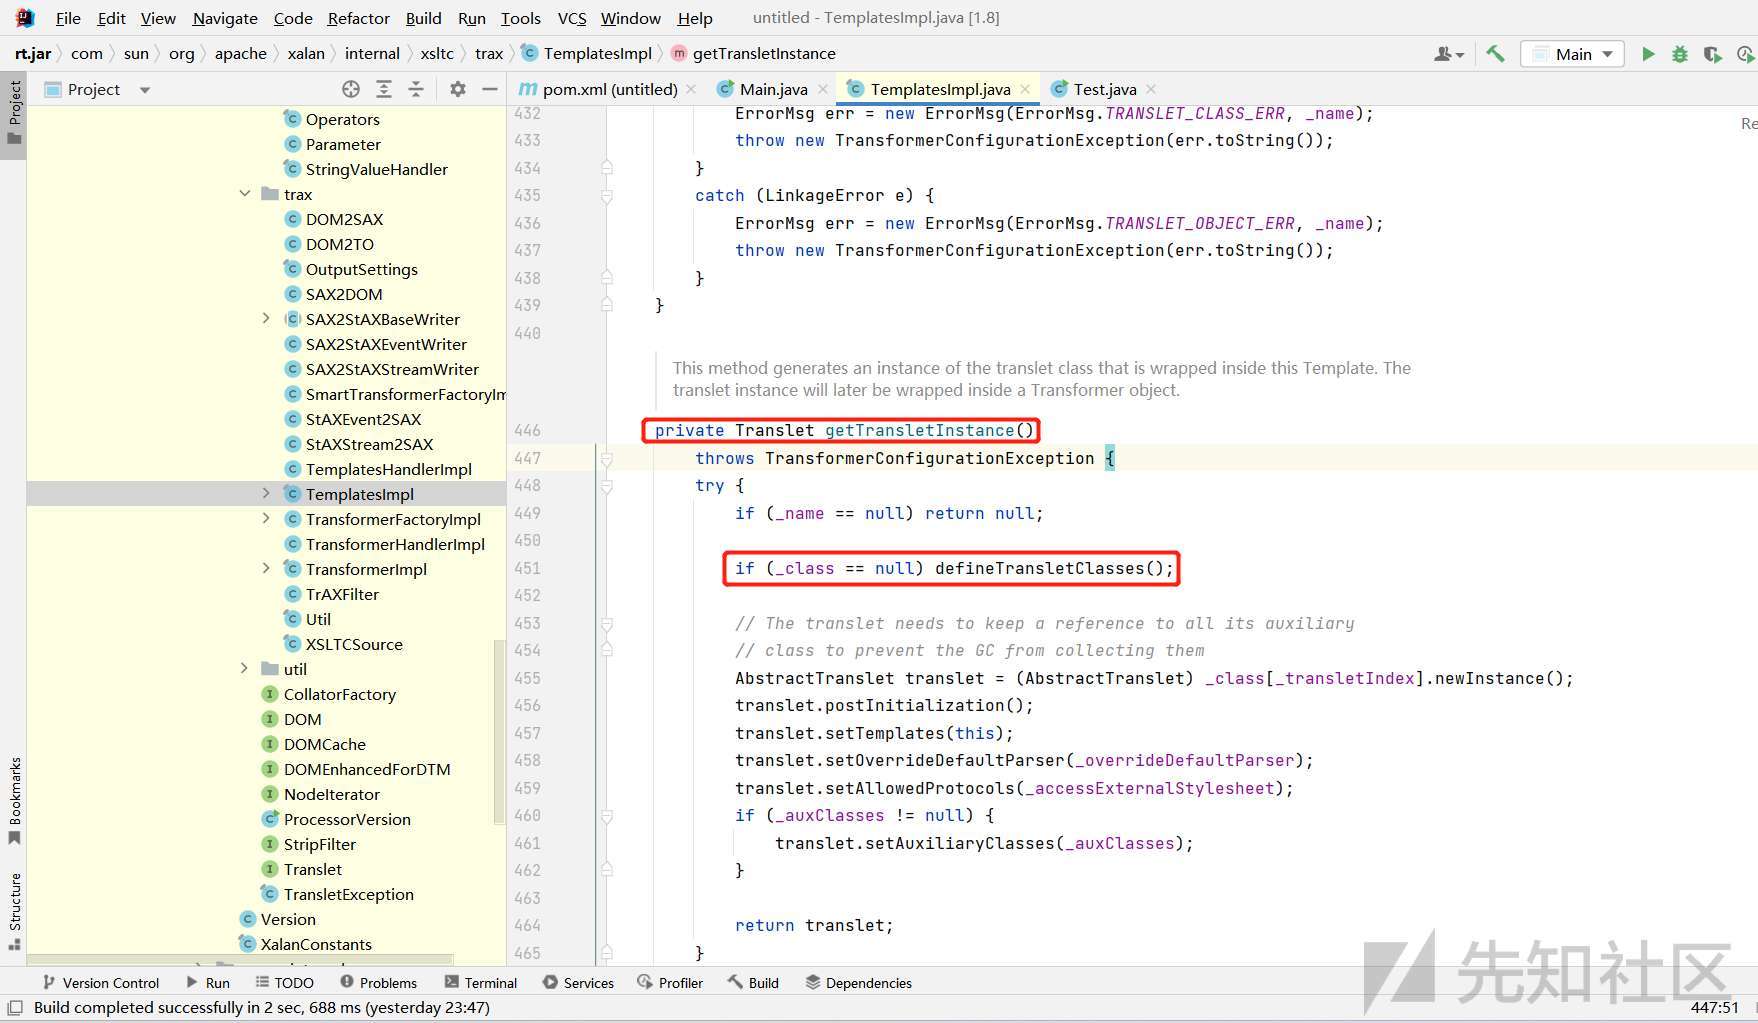 File Edit View Navigate Code Refactor Build Run Tools VCS Window Help untitled - TemplatesImpl.java [1.8]
rt.jar com sun org apache xalan internal xsltc trax TemplatesImpl getTransletInstance Main
Project
pom.xml (untitled) Main.java TemplatesImpl.java Test.java
Project
Operators
Parameter
StringValueHandler
trax
DOM2SAX
DOM2TO
OutputSettings
SAX2DOM
SAX2StAXBaseWriter
SAX2StAXEventWriter
SAX2StAXStreamWriter
SmartTransformerFactoryIm
StAXEvent2SAX
StAXStream2SAX
TemplatesHandlerImpl
TemplatesImpl
TransformerFactoryImpl
TransformerHandlerImpl
TransformerImpl
TrAXFilter
Util
XSLTCSource
util
CollatorFactory
DOM
DOMCache
DOMEnhancedForDTM
NodeIterator
ProcessorVersion
StripFilter
Translet
TransletException
Version
XalanConstants
Bookmarks
Structure
432 ErrorMsg err = new ErrorMsg(ErrorMsg.TRANSLET_CLASS_ERR, _name);
Re
433 throw new TransformerConfigurationException(err.toString());
434 }
435 catch (LinkageError e) {
436 ErrorMsg err = new ErrorMsg(ErrorMsg.TRANSLET_OBJECT_ERR, _name);
437 throw new TransformerConfigurationException(err.toString());
438 }
439 }
440
This method generates an instance of the translet class that is wrapped inside this Template. The
translet instance will later be wrapped inside a Transformer object.
446 private Translet getTransletInstance()
447 throws TransformerConfigurationException {
448 try {
449 if (_name == null) return null;
450
451 if (_class == null) defineTransletClasses();
452
453 // The translet needs to keep a reference to all its auxiliary
454 // class to prevent the GC from collecting them
455 AbstractTranslet translet = (AbstractTranslet) _class[_transletIndex].newInstance();
456 translet.postInitialization();
457 translet.setTemplates(this);
458 translet.setOverrideDefaultParser(_overrideDefaultParser);
459 translet.setAllowedProtocols(_accessExternalStylesheet);
460 if (_auxClasses != null) {
461 translet.setAuxiliaryClasses(_auxClasses);
462 }
463
464 return translet;
465 }
先知社区
Version Control Run TODO Problems Terminal Services Profiler Build Dependencies
Build completed successfully in 2 sec, 688 ms (yesterday 23:47) 447:51